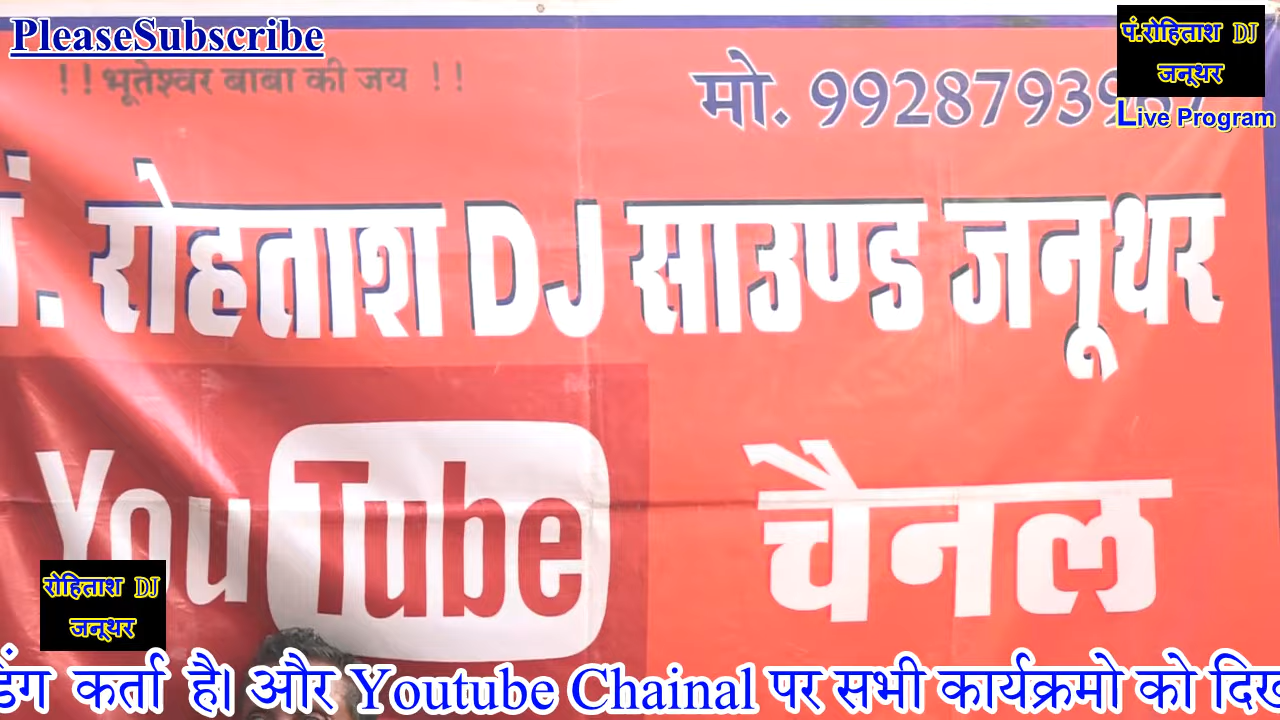 PleaseSubscribe
पं.रोहिताश DJ
जनूथर
Live Program
!! भूतेश्वर बाबा की जय !!
मो.
पं. रोहताश DJ साउण्ड जनूथर
YouTube चैनल
रोहिताश DJ
जनूथर
कर्ता है। और Youtube Chainal पर सभी कार्यक्रमो को